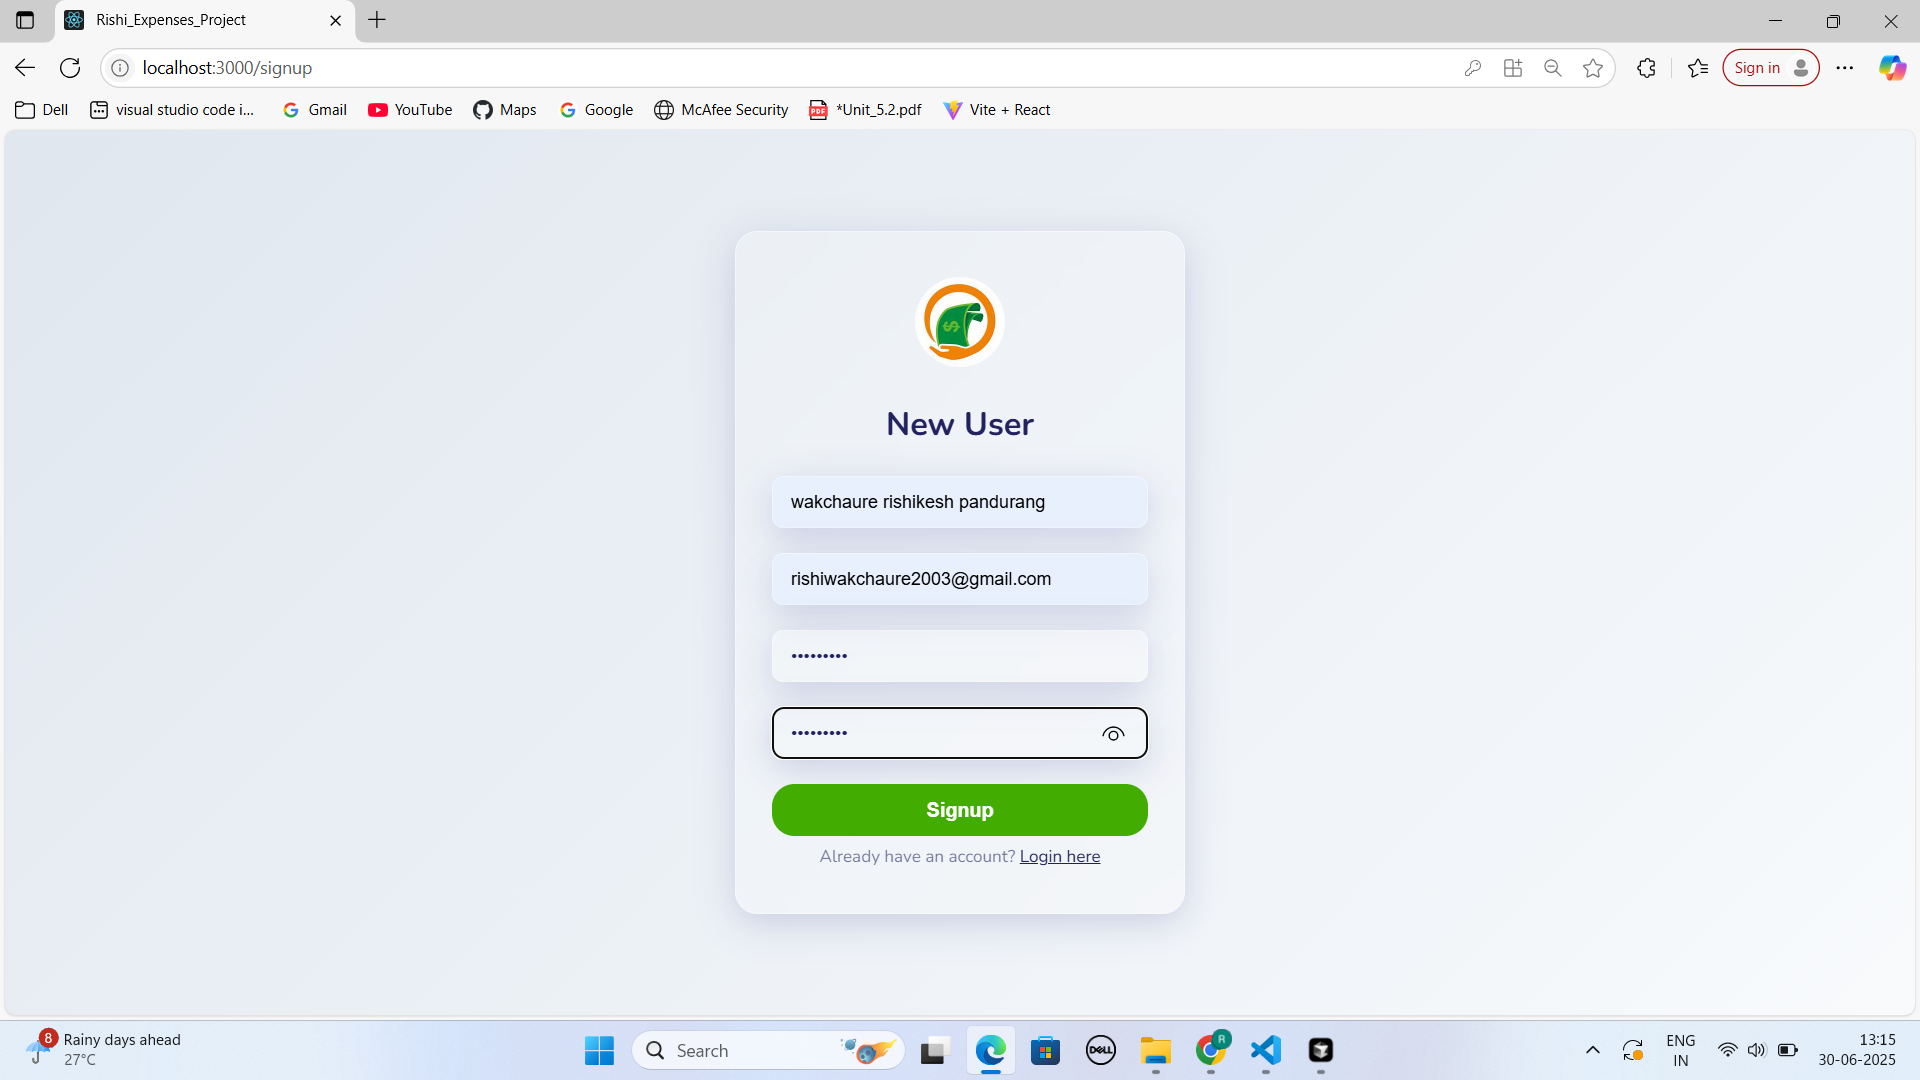 Rishi_Expenses_Project
localhost:3000/signup
Sign in
Dell
visual studio code i...
Gmail
YouTube
Maps
Google
McAfee Security
PDF
*Unit_5.2.pdf
Vite + React
$
New User
wakchaure rishikesh pandurang
rishiwakchaure2003@gmail.com
•••••••••
•••••••••
Signup
Already have an account? Login here
8
Rainy days ahead
27°C
Search
DELL
R
ENG
IN
13:15
30-06-2025